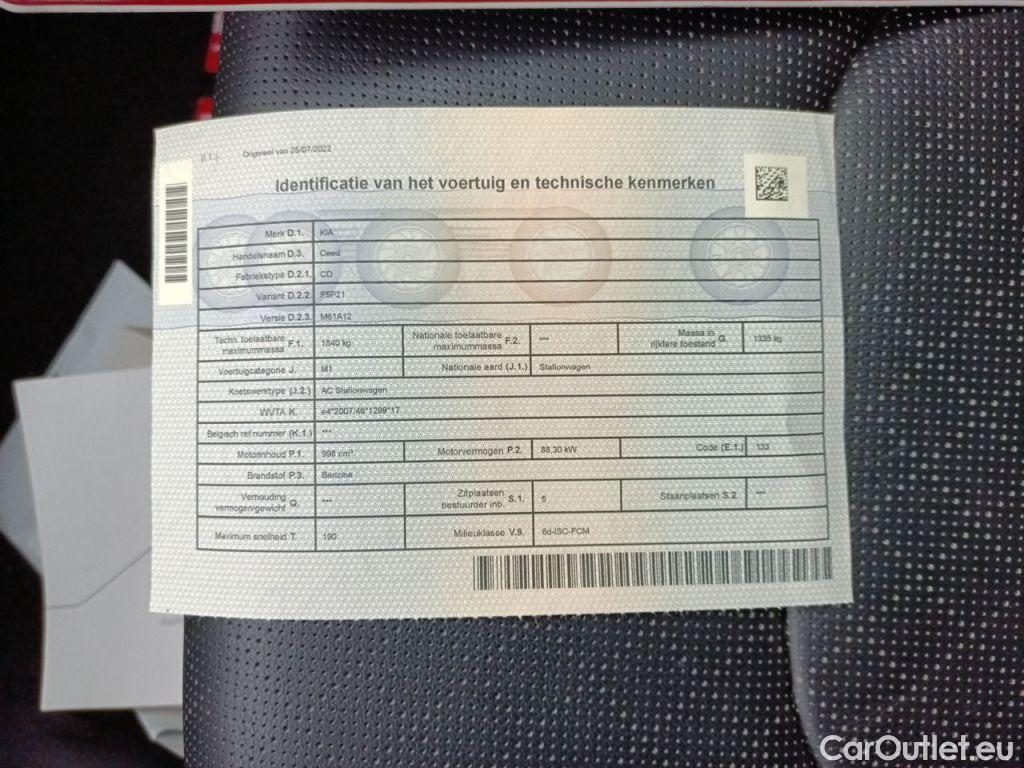 (I.1.) Origineel van 25/07/2022
Identificatie van het voertuig en technische kenmerken
Merk D.1. KIA
Handelsnaam D.3. Ceed
Fabriekstype D.2.1. CD
Variant D.2.2. F5P21
Versie D.2.3. M61A12
Techn. toelaatbare maximummassa F.1. 1840 kg Nationale toelaatbare maximummassa F.2. --- Massa in rijklare toestand G. 1335 kg
Voertuigcategorie J. M1 Nationale aard (J.1.) Stationwagen
Koetswerktype (J.2.) AC Stationwagen
WVTA K. e4*2007/46*1299*17
Belgisch ref.nummer (K.1.) ---
Motorinhoud P.1. 998 cm³ Motorvermogen P.2. 88,30 kW Code (E.1.) 133
Brandstof P.3. Benzine
Verhouding vermogen/gewicht Q. --- Zitplaatsen bestuurder inb. S.1. 5 Staanplaatsen S.2. ---
Maximum snelheid T. 190 Milieuklasse V.9. 6d-ISC-FCM
CarOutlet.eu